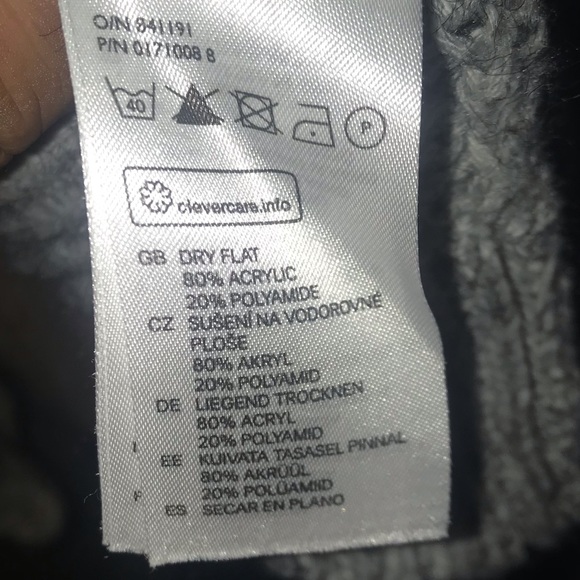 O/N 841191
P/N 0171008 8
40
P
clevercare.info
GB DRY FLAT
80% ACRYLIC
20% POLYAMIDE
CZ SUŠENÍ NA VODOROVNÉ
PLOŠE
80% AKRYL
20% POLYAMID
DE LIEGEND TROCKNEN
80% ACRYL
20% POLYAMID
EE KUIVATA TASASEL PINNAL
80% AKRÜÜL
20% POLÜAMIID
ES SECAR EN PLANO